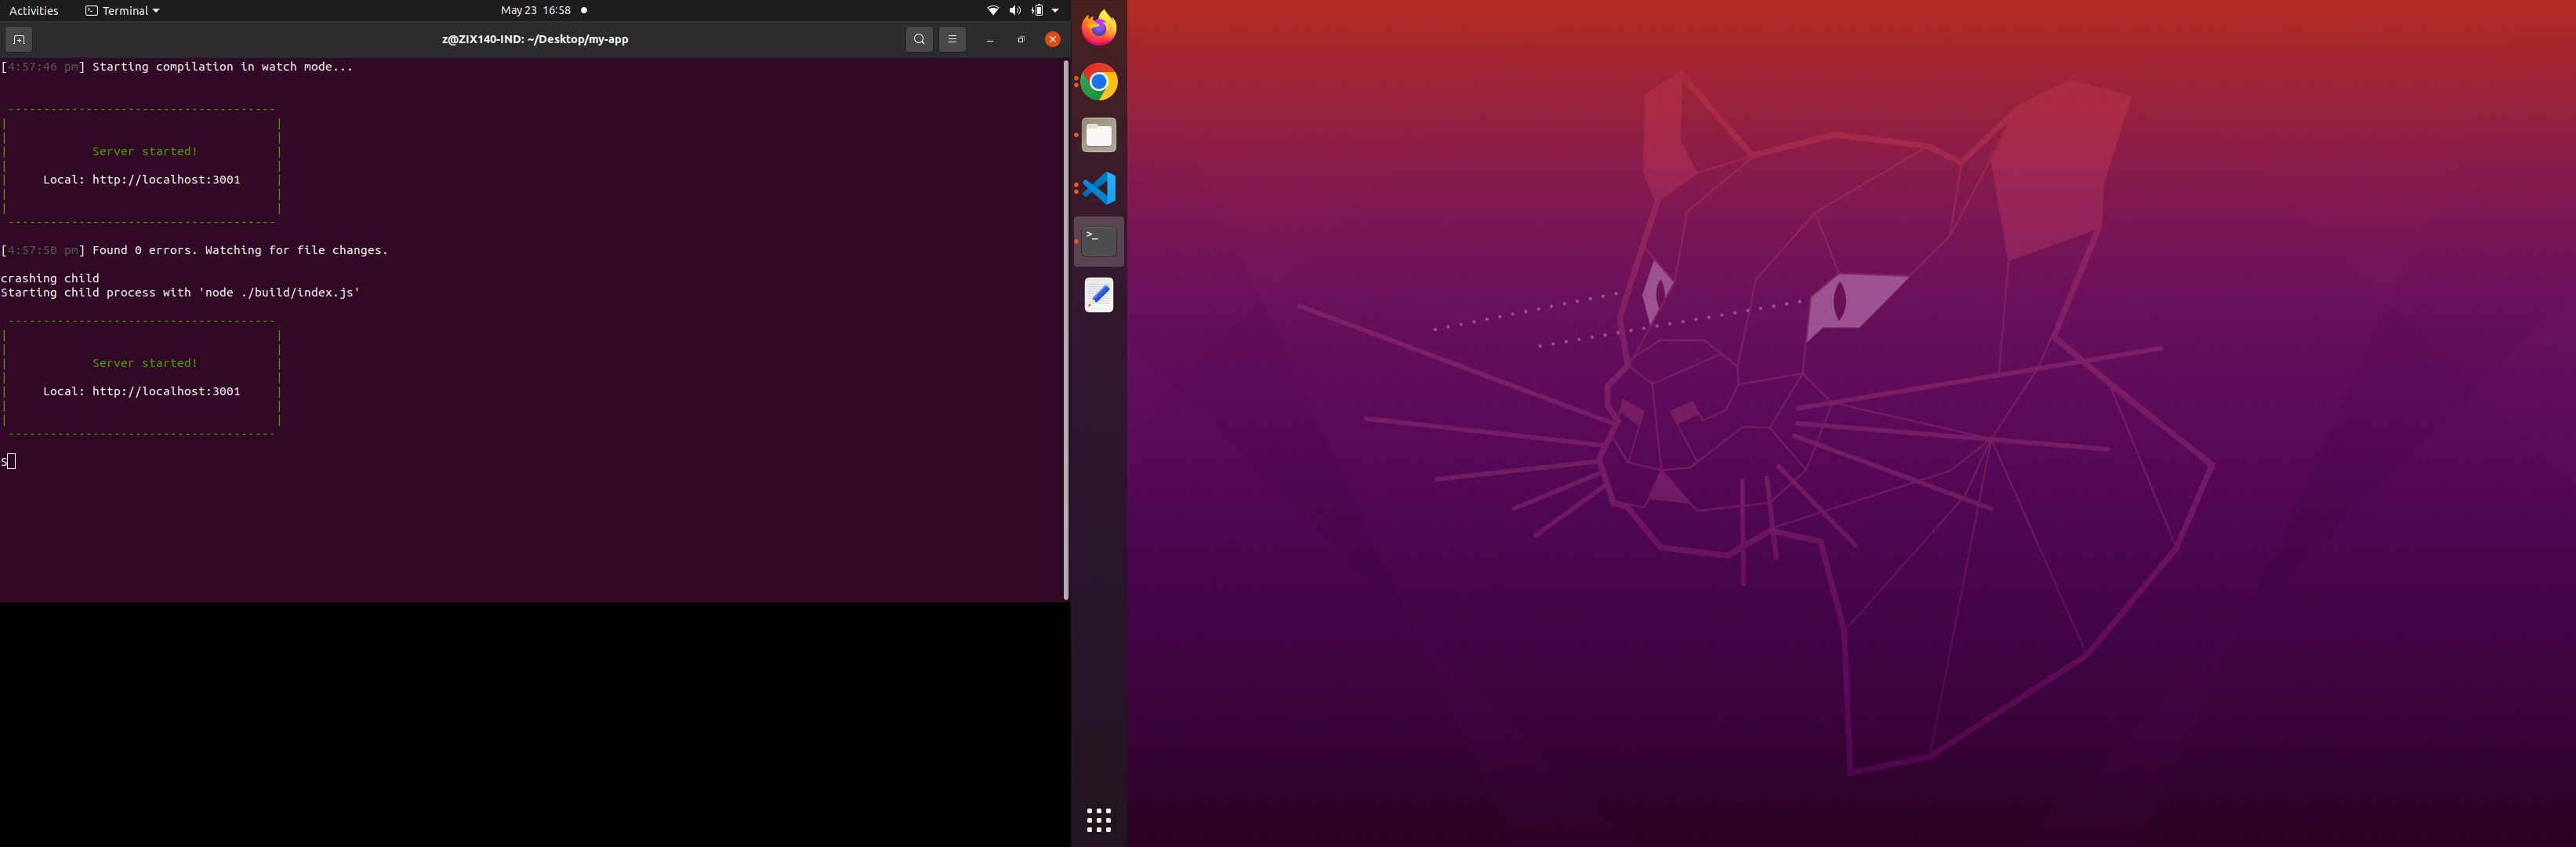 Activities Terminal May 23 16:58
z@ZIX140-IND: ~/Desktop/my-app
[4:57:46 pm] Starting compilation in watch mode...
Server started!
Local: http://localhost:3001
[4:57:50 pm] Found 0 errors. Watching for file changes.
crashing child
Starting child process with 'node ./build/index.js'
Server started!
Local: http://localhost:3001
S